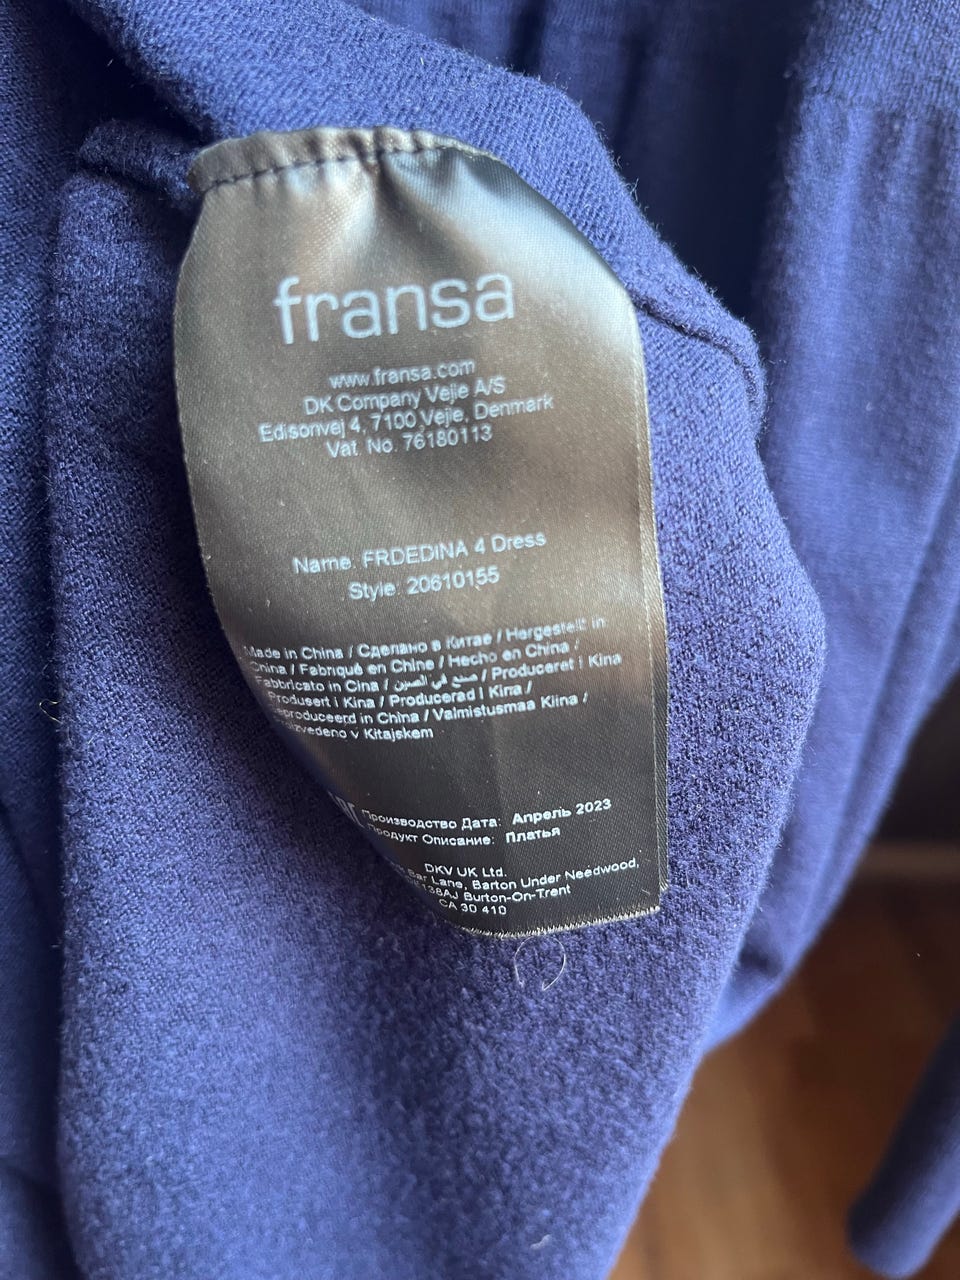 fransa
www.fransa.com
DK Company Vejle A/S
Edisonvej 4, 7100 Vejle, Denmark
Vat. No. 76180113
Name: FRDEDINA 4 Dress
Style: 20610155
Made in China / Сделано в Китае / Hergestellt in
China / Fabriqué en Chine / Hecho en China /
Fabbricato in Cina / صنع في الصين / Produceret i Kina
Produsert i Kina / Producerad i Kina /
Geproduceerd in China / Valmistusmaa Kiina /
v Kitajskem
Производство Дата: Апрель 2023
Продукт Описание: Платья
DKV UK Ltd.
Bar Lane, Barton Under Needwood,
Burton-On-Trent
CA 30 410